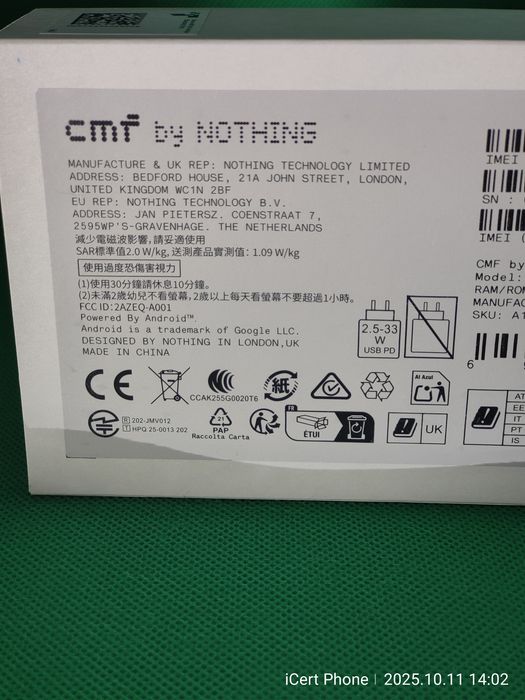 cmf by NOTHING
MANUFACTURE & UK REP: NOTHING TECHNOLOGY LIMITED
ADDRESS: BEDFORD HOUSE, 21A JOHN STREET, LONDON,
UNITED KINGDOM WC1N 2BF
EU REP: NOTHING TECHNOLOGY B.V.
ADDRESS: JAN PIETERSZ. COENSTRAAT 7,
2595WP'S-GRAVENHAGE. THE NETHERLANDS
減少電磁波影響,請妥適使用
SAR標準值2.0 W/kg, 送測產品實測值: 1.09 W/kg
使用過度恐傷害視力
(1)使用30分鐘請休息10分鐘。
(2)未滿2歲幼兒不看螢幕,2歲以上每天看螢幕不要超過1小時。
FCC ID:2AZEQ-A001
Powered By Android™.
Android is a trademark of Google LLC.
DESIGNED BY NOTHING IN LONDON,UK
MADE IN CHINA
2.5-33
W
USB PD
CE
CCAK255G0020T6
紙
Al Azul
R 202-JMV012
T HPQ 25-0013 202
21
PAP
Raccolta Carta
FR
ÉTUI
UK
IMEI
SN :
IMEI (
CMF by
Model:
RAM/ROM
MANUFAC
SKU: A1
6
AT
EE
IT
PT
IS
iCert Phone | 2025.10.11 14:02